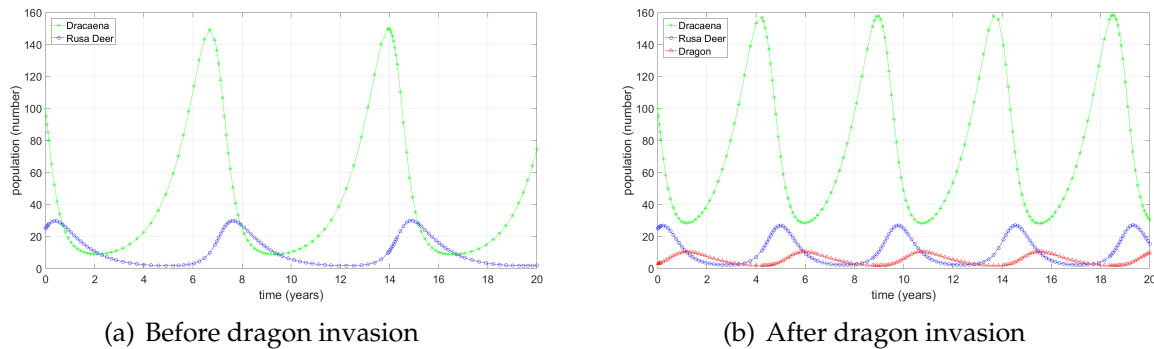 160
140
120
100
80
60
40
20
0
population (number)
Dracaena
Rusa Deer
0 2 4 6 8 10 12 14 16 18 20
time (years)
(a) Before dragon invasion
160
140
120
100
80
60
40
20
0
population (number)
Dracaena
Rusa Deer
Dragon
0 2 4 6 8 10 12 14 16 18 20
time (years)
(b) After dragon invasion